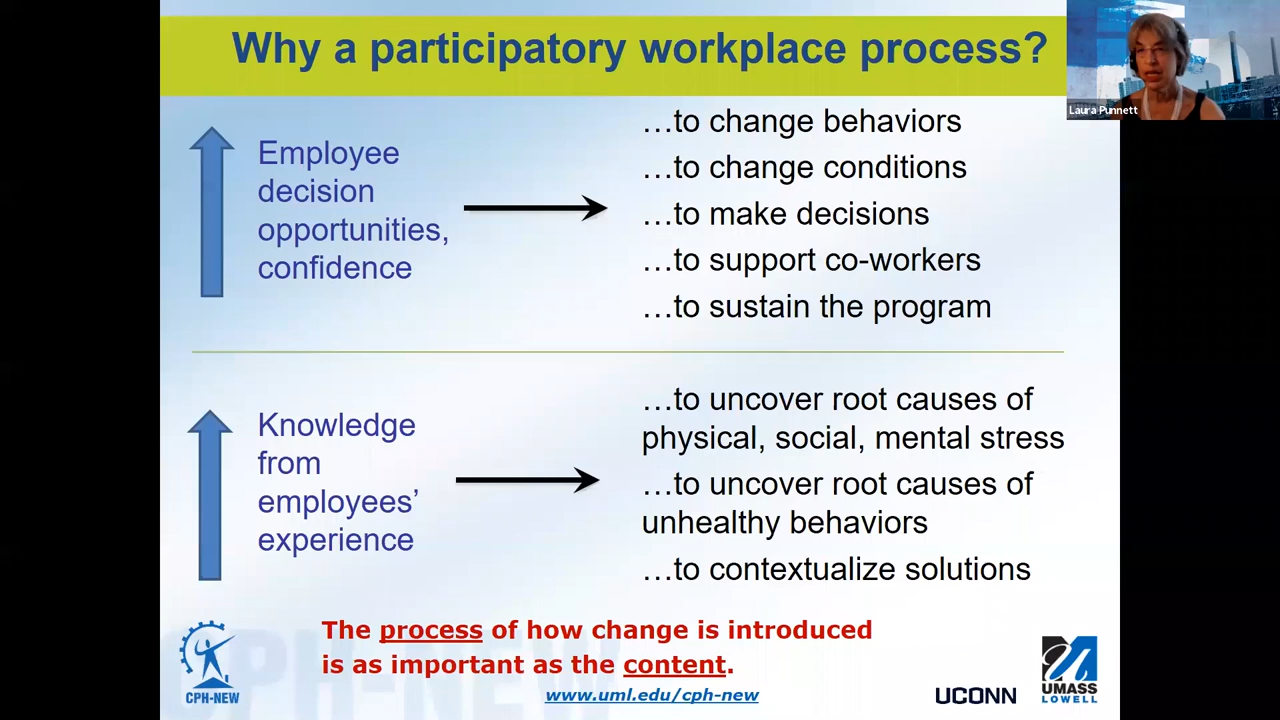 Why a participatory workplace process?
Laura Punnett
Employee
decision
opportunities,
confidence
…to change behaviors
…to change conditions
…to make decisions
…to support co-workers
…to sustain the program
Knowledge
from
employees’
experience
…to uncover root causes of
physical, social, mental stress
…to uncover root causes of
unhealthy behaviors
…to contextualize solutions
The process of how change is introduced
is as important as the content.
www.uml.edu/cph-new
CPH-NEW
CPH-NEW
UCONN
UMASS
LOWELL